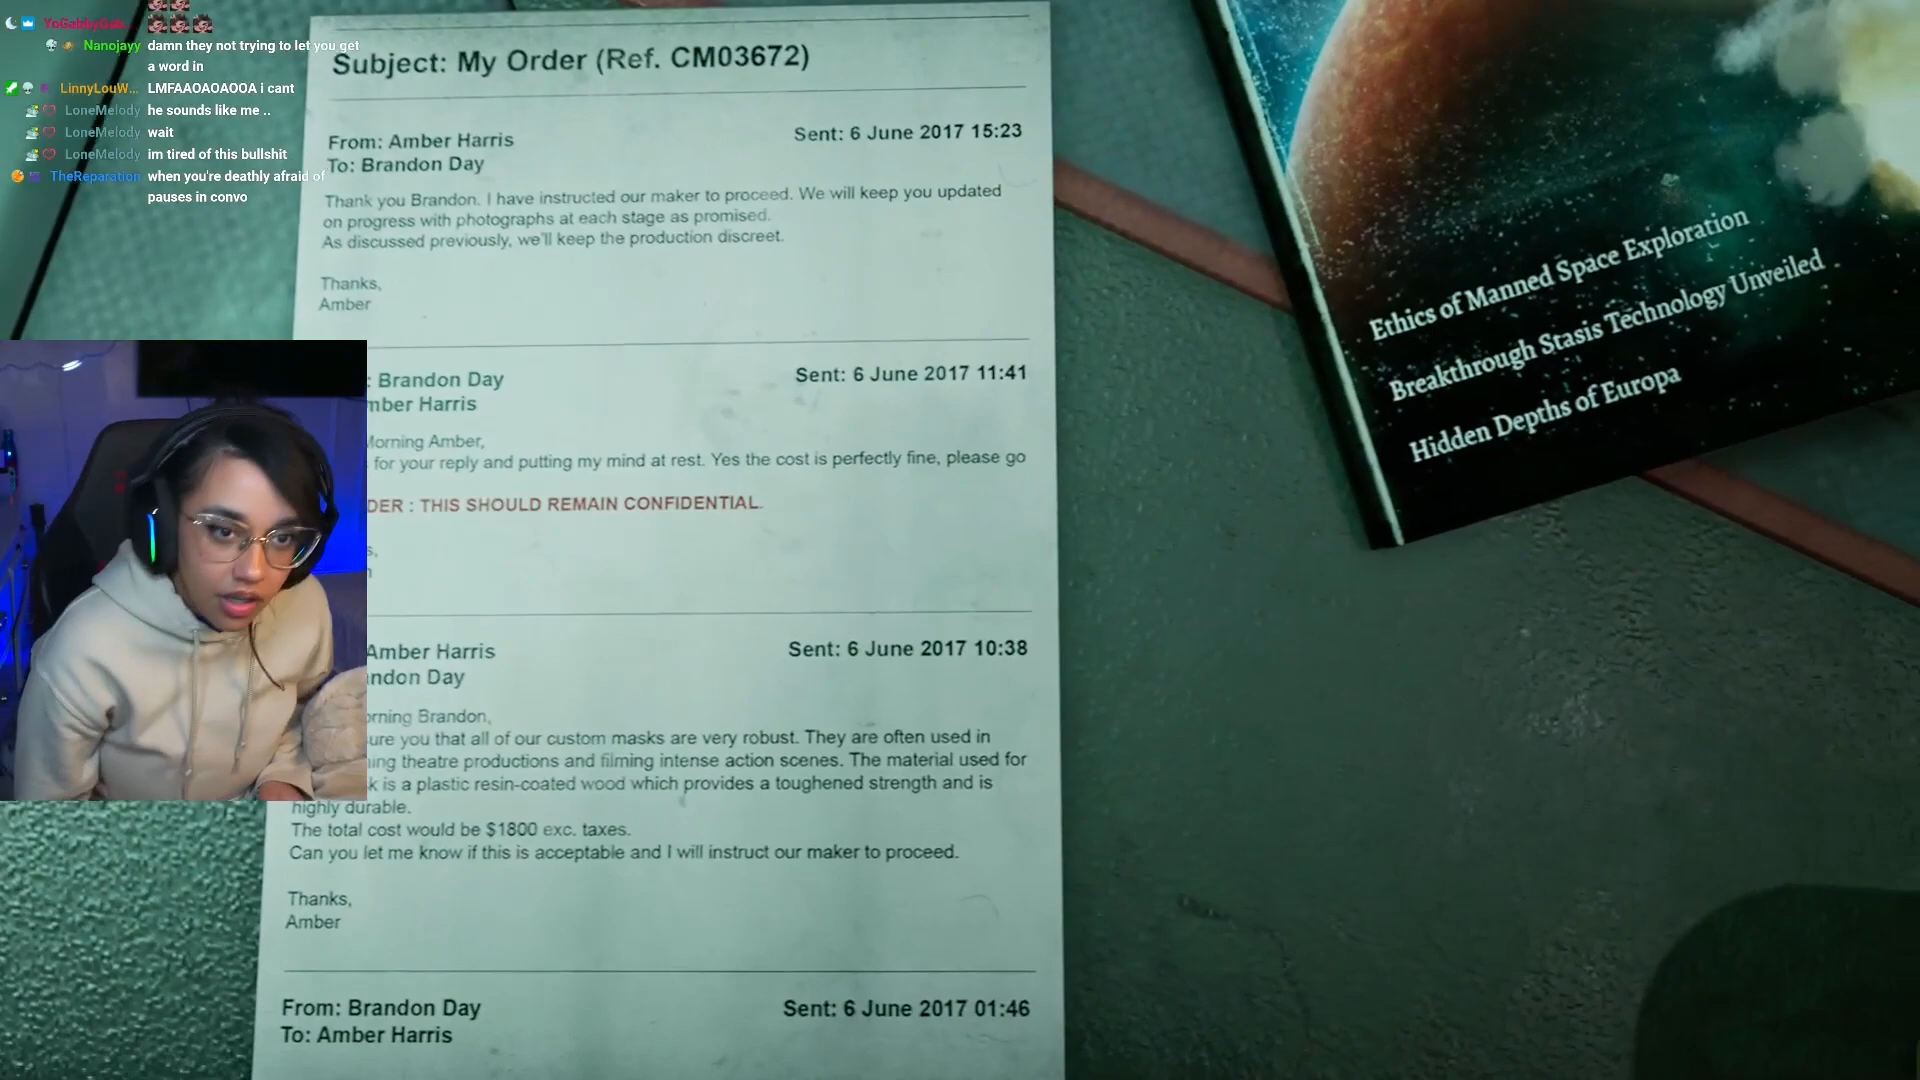 YoGabbyGab...
Nanojayy damn they not trying to let you get
a word in
LinnyLouW... LMFAAOAOAOOA i cant
LoneMelody he sounds like me ..
LoneMelody wait
LoneMelody im tired of this bullshit
TheReparation when you're deathly afraid of
pauses in convo
Subject: My Order (Ref. CM03672)
From: Amber Harris
Sent: 6 June 2017 15:23
To: Brandon Day
Thank you Brandon. I have instructed our maker to proceed. We will keep you updated
on progress with photographs at each stage as promised.
As discussed previously, we'll keep the production discreet.
Thanks,
Amber
: Brandon Day
Sent: 6 June 2017 11:41
mber Harris
Morning Amber,
for your reply and putting my mind at rest. Yes the cost is perfectly fine, please go
DER : THIS SHOULD REMAIN CONFIDENTIAL.
s,
n
Amber Harris
Sent: 6 June 2017 10:38
ndon Day
orning Brandon,
ure you that all of our custom masks are very robust. They are often used in
ing theatre productions and filming intense action scenes. The material used for
k is a plastic resin-coated wood which provides a toughened strength and is
highly durable.
The total cost would be $1800 exc. taxes.
Can you let me know if this is acceptable and I will instruct our maker to proceed.
Thanks,
Amber
From: Brandon Day
Sent: 6 June 2017 01:46
To: Amber Harris
Ethics of Manned Space Exploration
Breakthrough Stasis Technology Unveiled
Hidden Depths of Europa